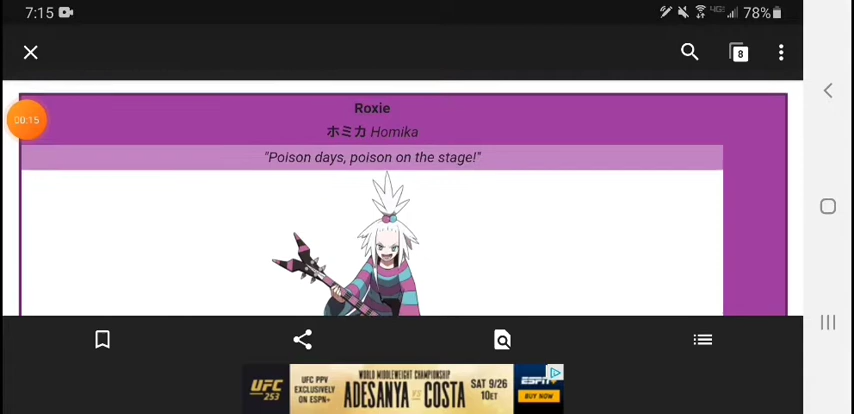 7:15
78%
8
00:15
Roxie
ホミカ Homika
"Poison days, poison on the stage!"
UFC
253
UFC PPV
EXCLUSIVELY
ON ESPN+
WORLD MIDDLEWEIGHT CHAMPIONSHIP
ADESANYA VS COSTA
SAT 9/26
10ET
ESPN+
BUY NOW